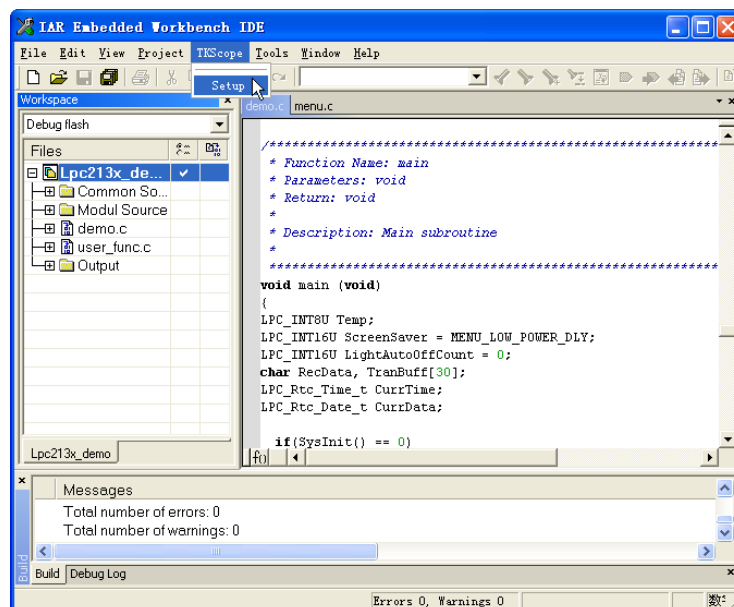 IAR Embedded Workbench IDE
File Edit View Project TKScope Tools Window Help
Setup
Workspace
demo.c menu.c
Debug flash
Files
Lpc213x_de...
Common So...
Modul Source
demo.c
user_func.c
Output
Lpc213x_demo
/****************************************************************
* Function Name: main
* Parameters: void
* Return: void
*
* Description: Main subroutine
*
****************************************************************
void main (void)
{
LPC_INT8U Temp;
LPC_INT16U ScreenSaver = MENU_LOW_POWER_DLY;
LPC_INT16U LightAutoOffCount = 0;
char RecData, TranBuff[30];
LPC_Rtc_Time_t CurrTime;
LPC_Rtc_Date_t CurrData;
if(SysInit() == 0)
f()
Messages
Total number of errors: 0
Total number of warnings: 0
Build
Build Debug Log
Errors 0, Warnings 0